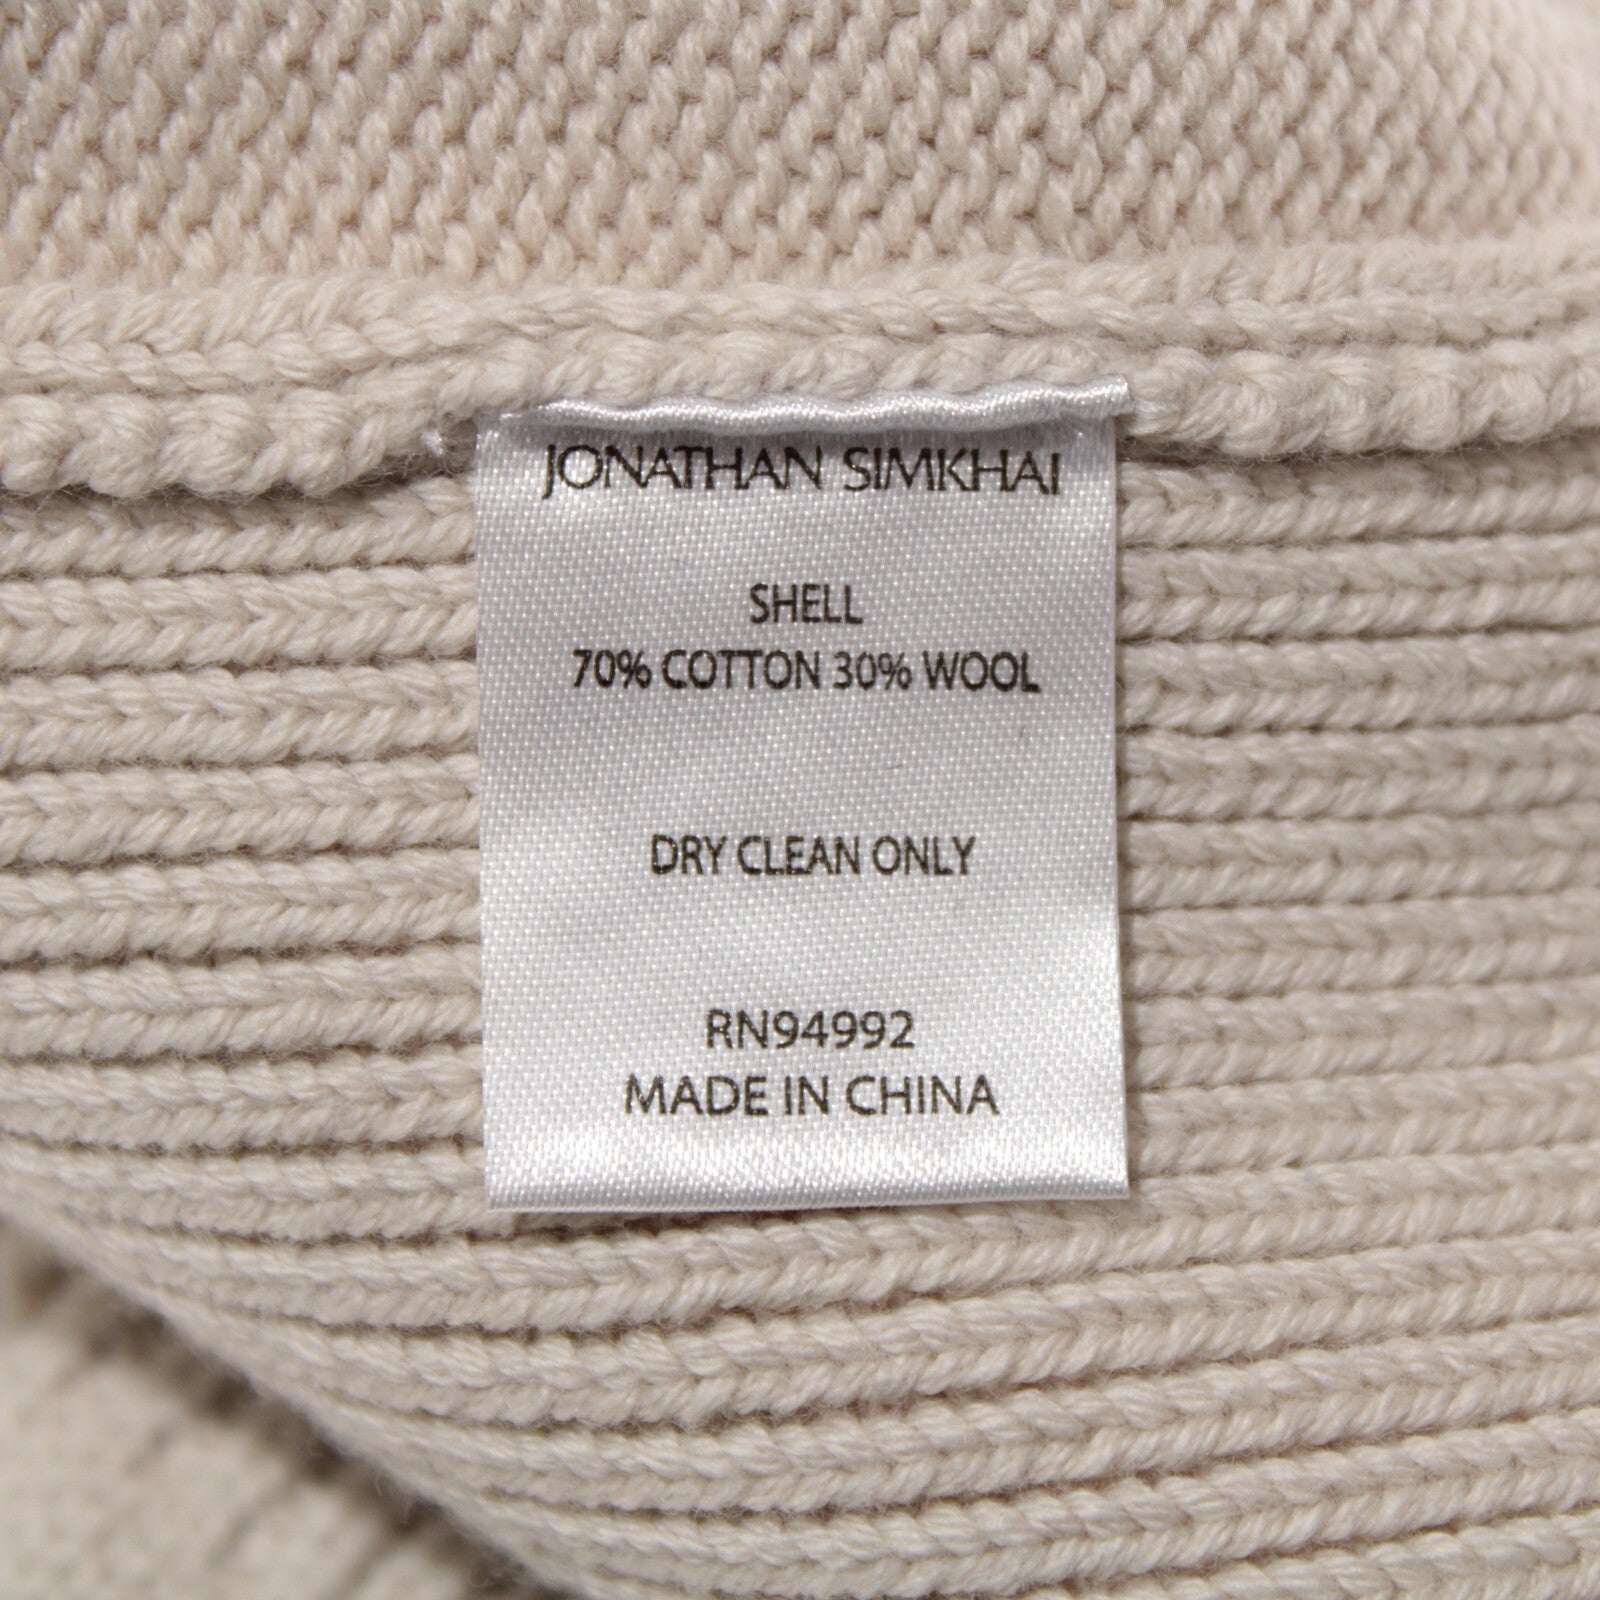 JONATHAN SIMKHAI
SHELL
70% COTTON 30% WOOL
DRY CLEAN ONLY
RN94992
MADE IN CHINA